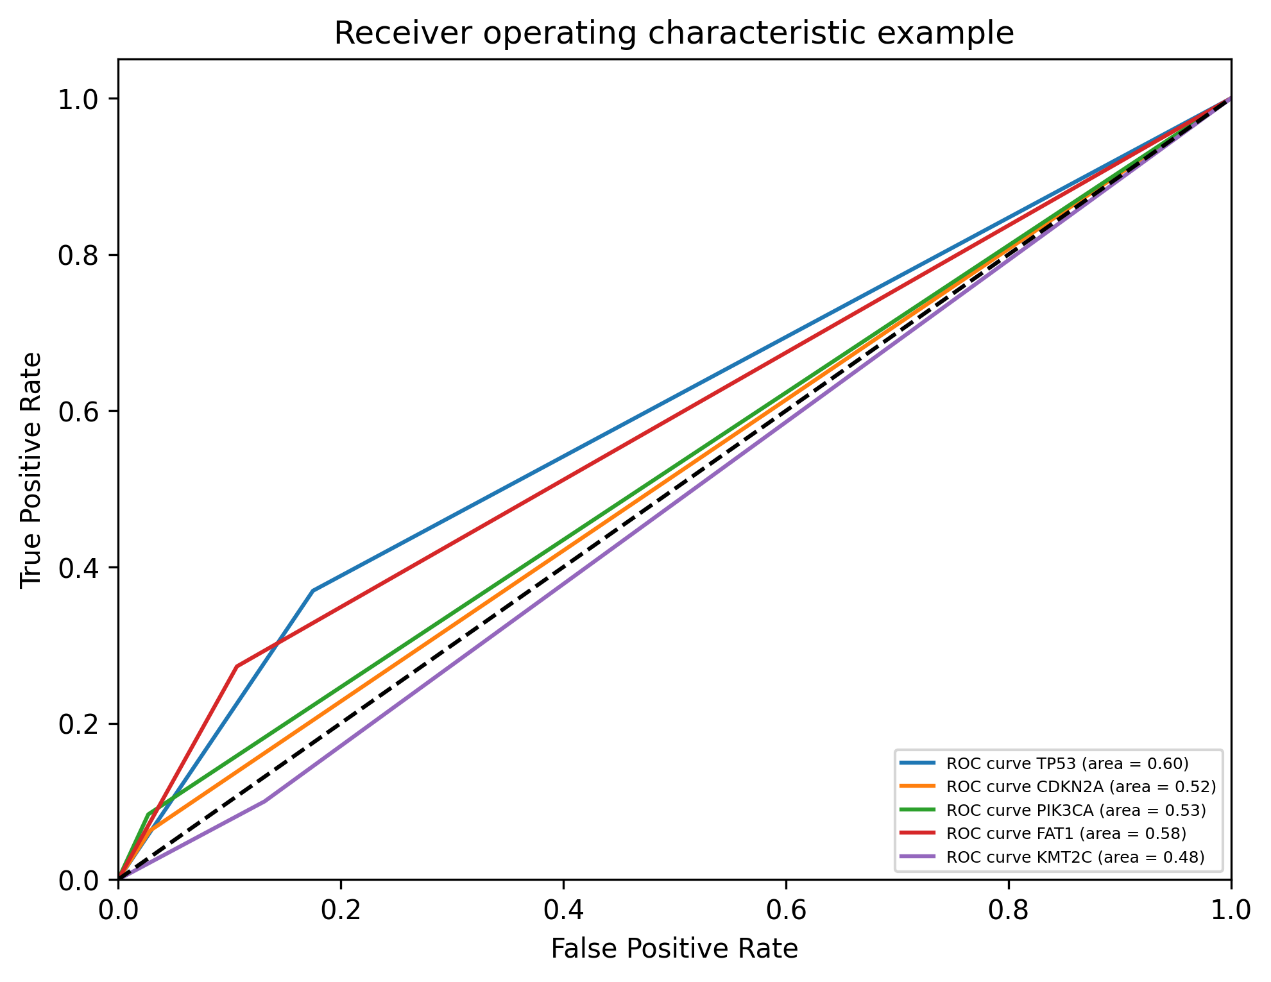 Receiver operating characteristic example
True Positive Rate
1.0
0.8
0.6
0.4
0.2
0.0
0.0 0.2 0.4 0.6 0.8 1.0
False Positive Rate
ROC curve TP53 (area = 0.60)
ROC curve CDKN2A (area = 0.52)
ROC curve PIK3CA (area = 0.53)
ROC curve FAT1 (area = 0.58)
ROC curve KMT2C (area = 0.48)